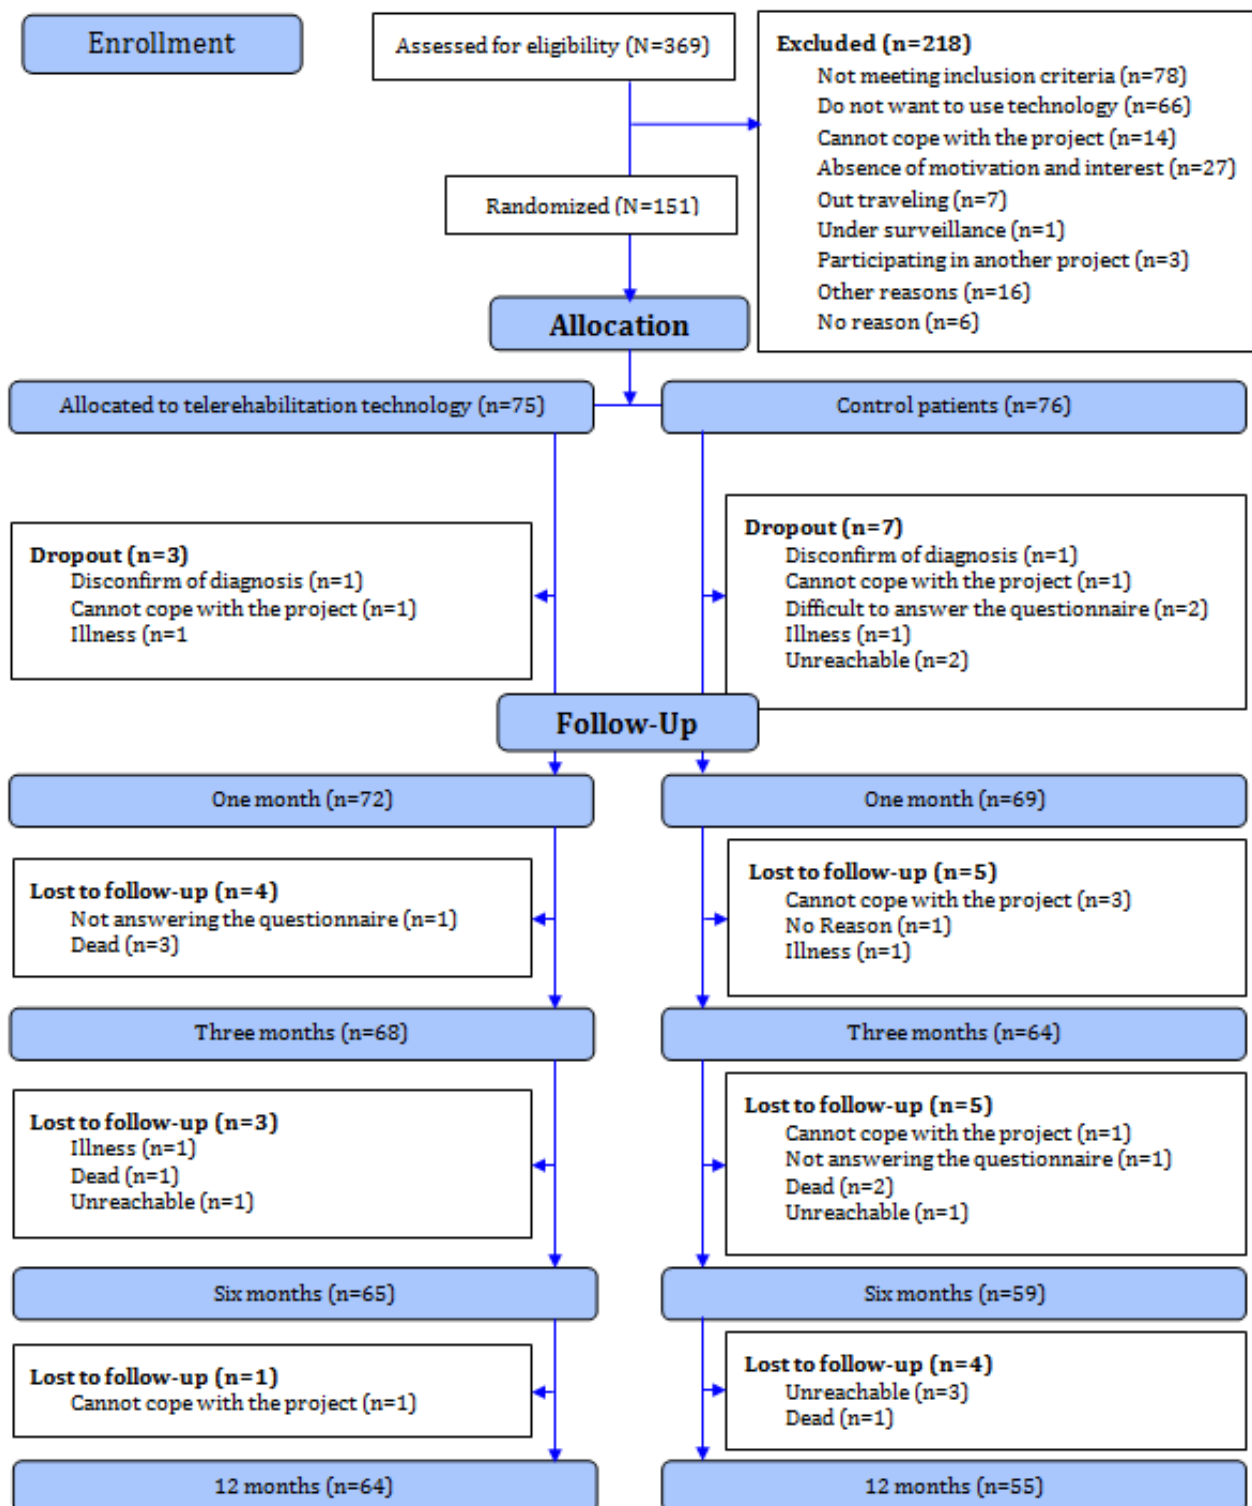 Enrollment
Assessed for eligibility (N=369)
Excluded (n=218)
Not meeting inclusion criteria (n=78)
Do not want to use technology (n=66)
Cannot cope with the project (n=14)
Absence of motivation and interest (n=27)
Out traveling (n=7)
Under surveillance (n=1)
Participating in another project (n=3)
Other reasons (n=16)
No reason (n=6)
Randomized (N=151)
Allocation
Allocated to telerehabilitation technology (n=75)
Control patients (n=76)
Dropout (n=3)
Disconfirm of diagnosis (n=1)
Cannot cope with the project (n=1)
Illness (n=1
Dropout (n=7)
Disconfirm of diagnosis (n=1)
Cannot cope with the project (n=1)
Difficult to answer the questionnaire (n=2)
Illness (n=1)
Unreachable (n=2)
Follow-Up
One month (n=72)
One month (n=69)
Lost to follow-up (n=4)
Not answering the questionnaire (n=1)
Dead (n=3)
Lost to follow-up (n=5)
Cannot cope with the project (n=3)
No Reason (n=1)
Illness (n=1)
Three months (n=68)
Three months (n=64)
Lost to follow-up (n=3)
Illness (n=1)
Dead (n=1)
Unreachable (n=1)
Lost to follow-up (n=5)
Cannot cope with the project (n=1)
Not answering the questionnaire (n=1)
Dead (n=2)
Unreachable (n=1)
Six months (n=65)
Six months (n=59)
Lost to follow-up (n=1)
Cannot cope with the project (n=1)
Lost to follow-up (n=4)
Unreachable (n=3)
Dead (n=1)
12 months (n=64)
12 months (n=55)